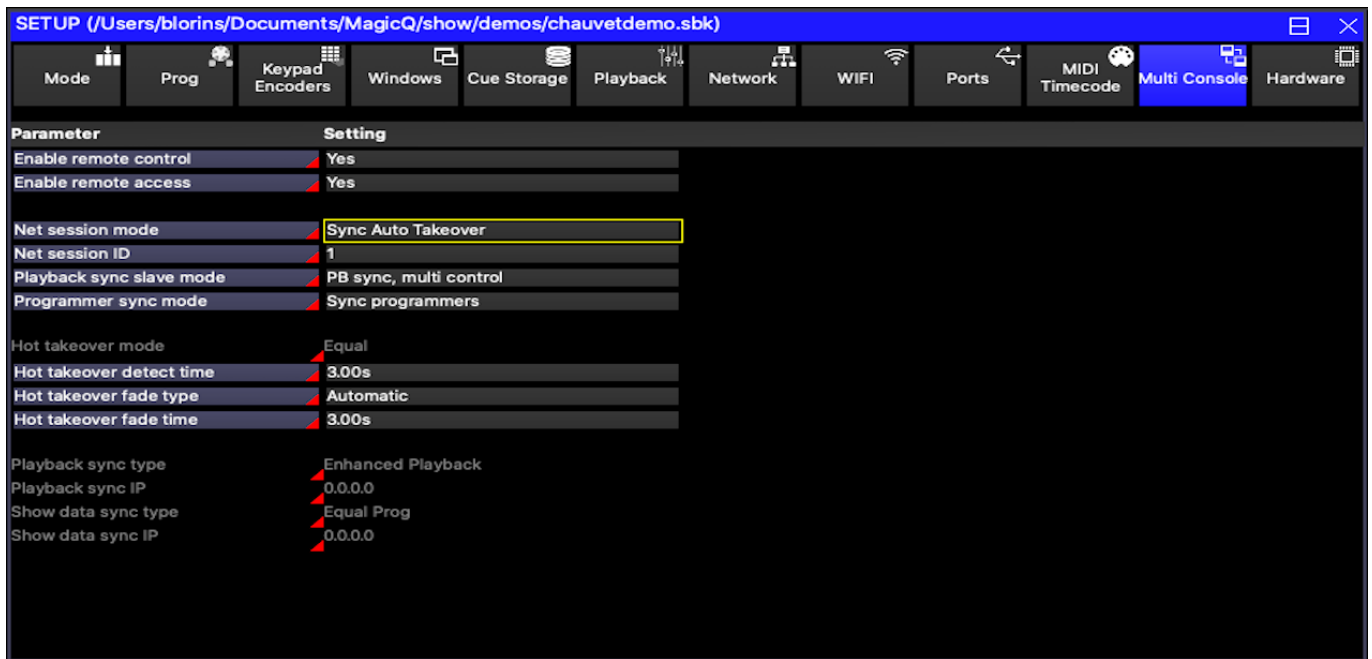 SETUP (/Users/blorins/Documents/MagicQ/show/demos/chauvetdemo.sbk)
Mode Prog Keypad Encoders Windows Cue Storage Playback Network WIFI Ports MIDI Timecode Multi Console Hardware
Parameter Setting
Enable remote control Yes
Enable remote access Yes
Net session mode Sync Auto Takeover
Net session ID 1
Playback sync slave mode PB sync, multi control
Programmer sync mode Sync programmers
Hot takeover mode Equal
Hot takeover detect time 3.00s
Hot takeover fade type Automatic
Hot takeover fade time 3.00s
Playback sync type Enhanced Playback
Playback sync IP 0.0.0.0
Show data sync type Equal Prog
Show data sync IP 0.0.0.0